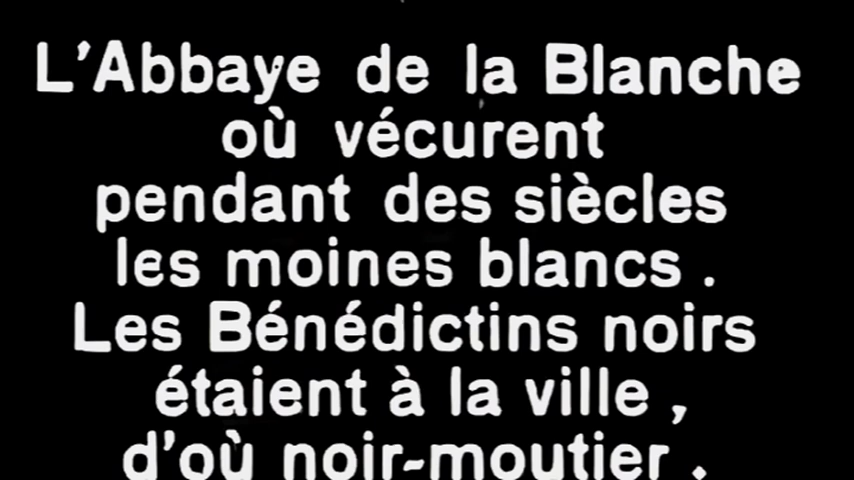 L'Abbaye de la Blanche
où vécurent
pendant des siècles
les moines blancs .
Les Bénédictins noirs
étaient à la ville ,
d'où noir-moutier .